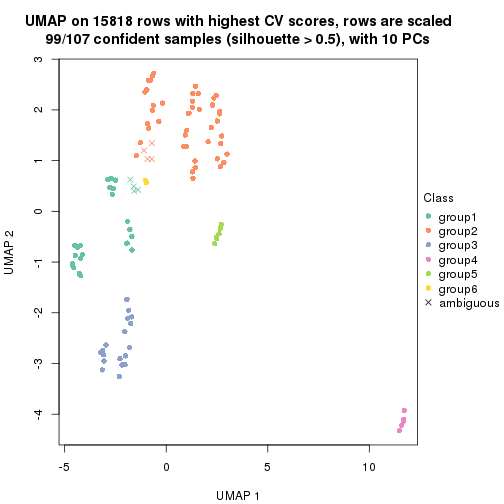 UMAP on 15818 rows with highest CV scores, rows are scaled
99/107 confident samples (silhouette > 0.5), with 10 PCs
3
2
1
0
-1
-2
-3
-4
UMAP 2
-5
0
5
10
UMAP 1
Class
group1
group2
group3
group4
group5
group6
ambiguous